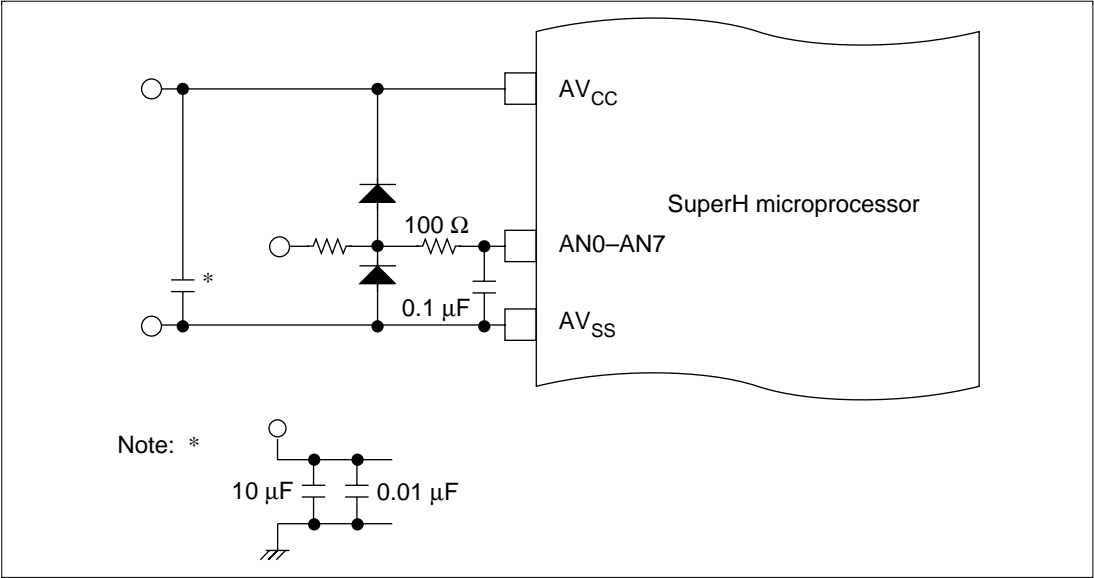 AVCC
SuperH microprocessor
100 Ω
AN0–AN7
*
0.1 μF
AVSS
Note: *
10 μF
0.01 μF